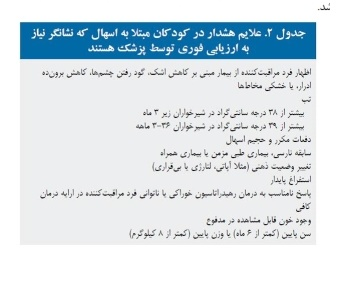 شد.
جدول ۲. علایم هشدار در کودکان مبتلا به اسهال که نشانگر نیاز
به ارزیابی فوری توسط پزشک هستند
اظهار فرد مراقبت‌کننده از بیمار مبنی بر کاهش اشک، گود رفتن چشم‌ها، کاهش برون‌ده
ادرار، یا خشکی مخاط‌ها
تب
بیشتر از ۳۸ درجه سانتی‌گراد در شیرخواران زیر ۳ ماه
بیشتر از ۳۹ درجه سانتی‌گراد در شیرخواران ۳۶-۳ ماهه
دفعات مکرر و حجیم اسهال
سابقه نارسی، بیماری طبی مزمن یا بیماری همراه
تغییر وضعیت ذهنی (مثلا آپاتی، لتارژی یا بی‌قراری)
استفراغ پایدار
پاسخ نامناسب به درمان رهیدراتاسیون خوراکی یا ناتوانی فرد مراقبت‌کننده در ارایه درمان
کافی
وجود خون قابل مشاهده در مدفوع
سن پایین (کمتر از ۶ ماه) یا وزن پایین (کمتر از ۸ کیلوگرم)